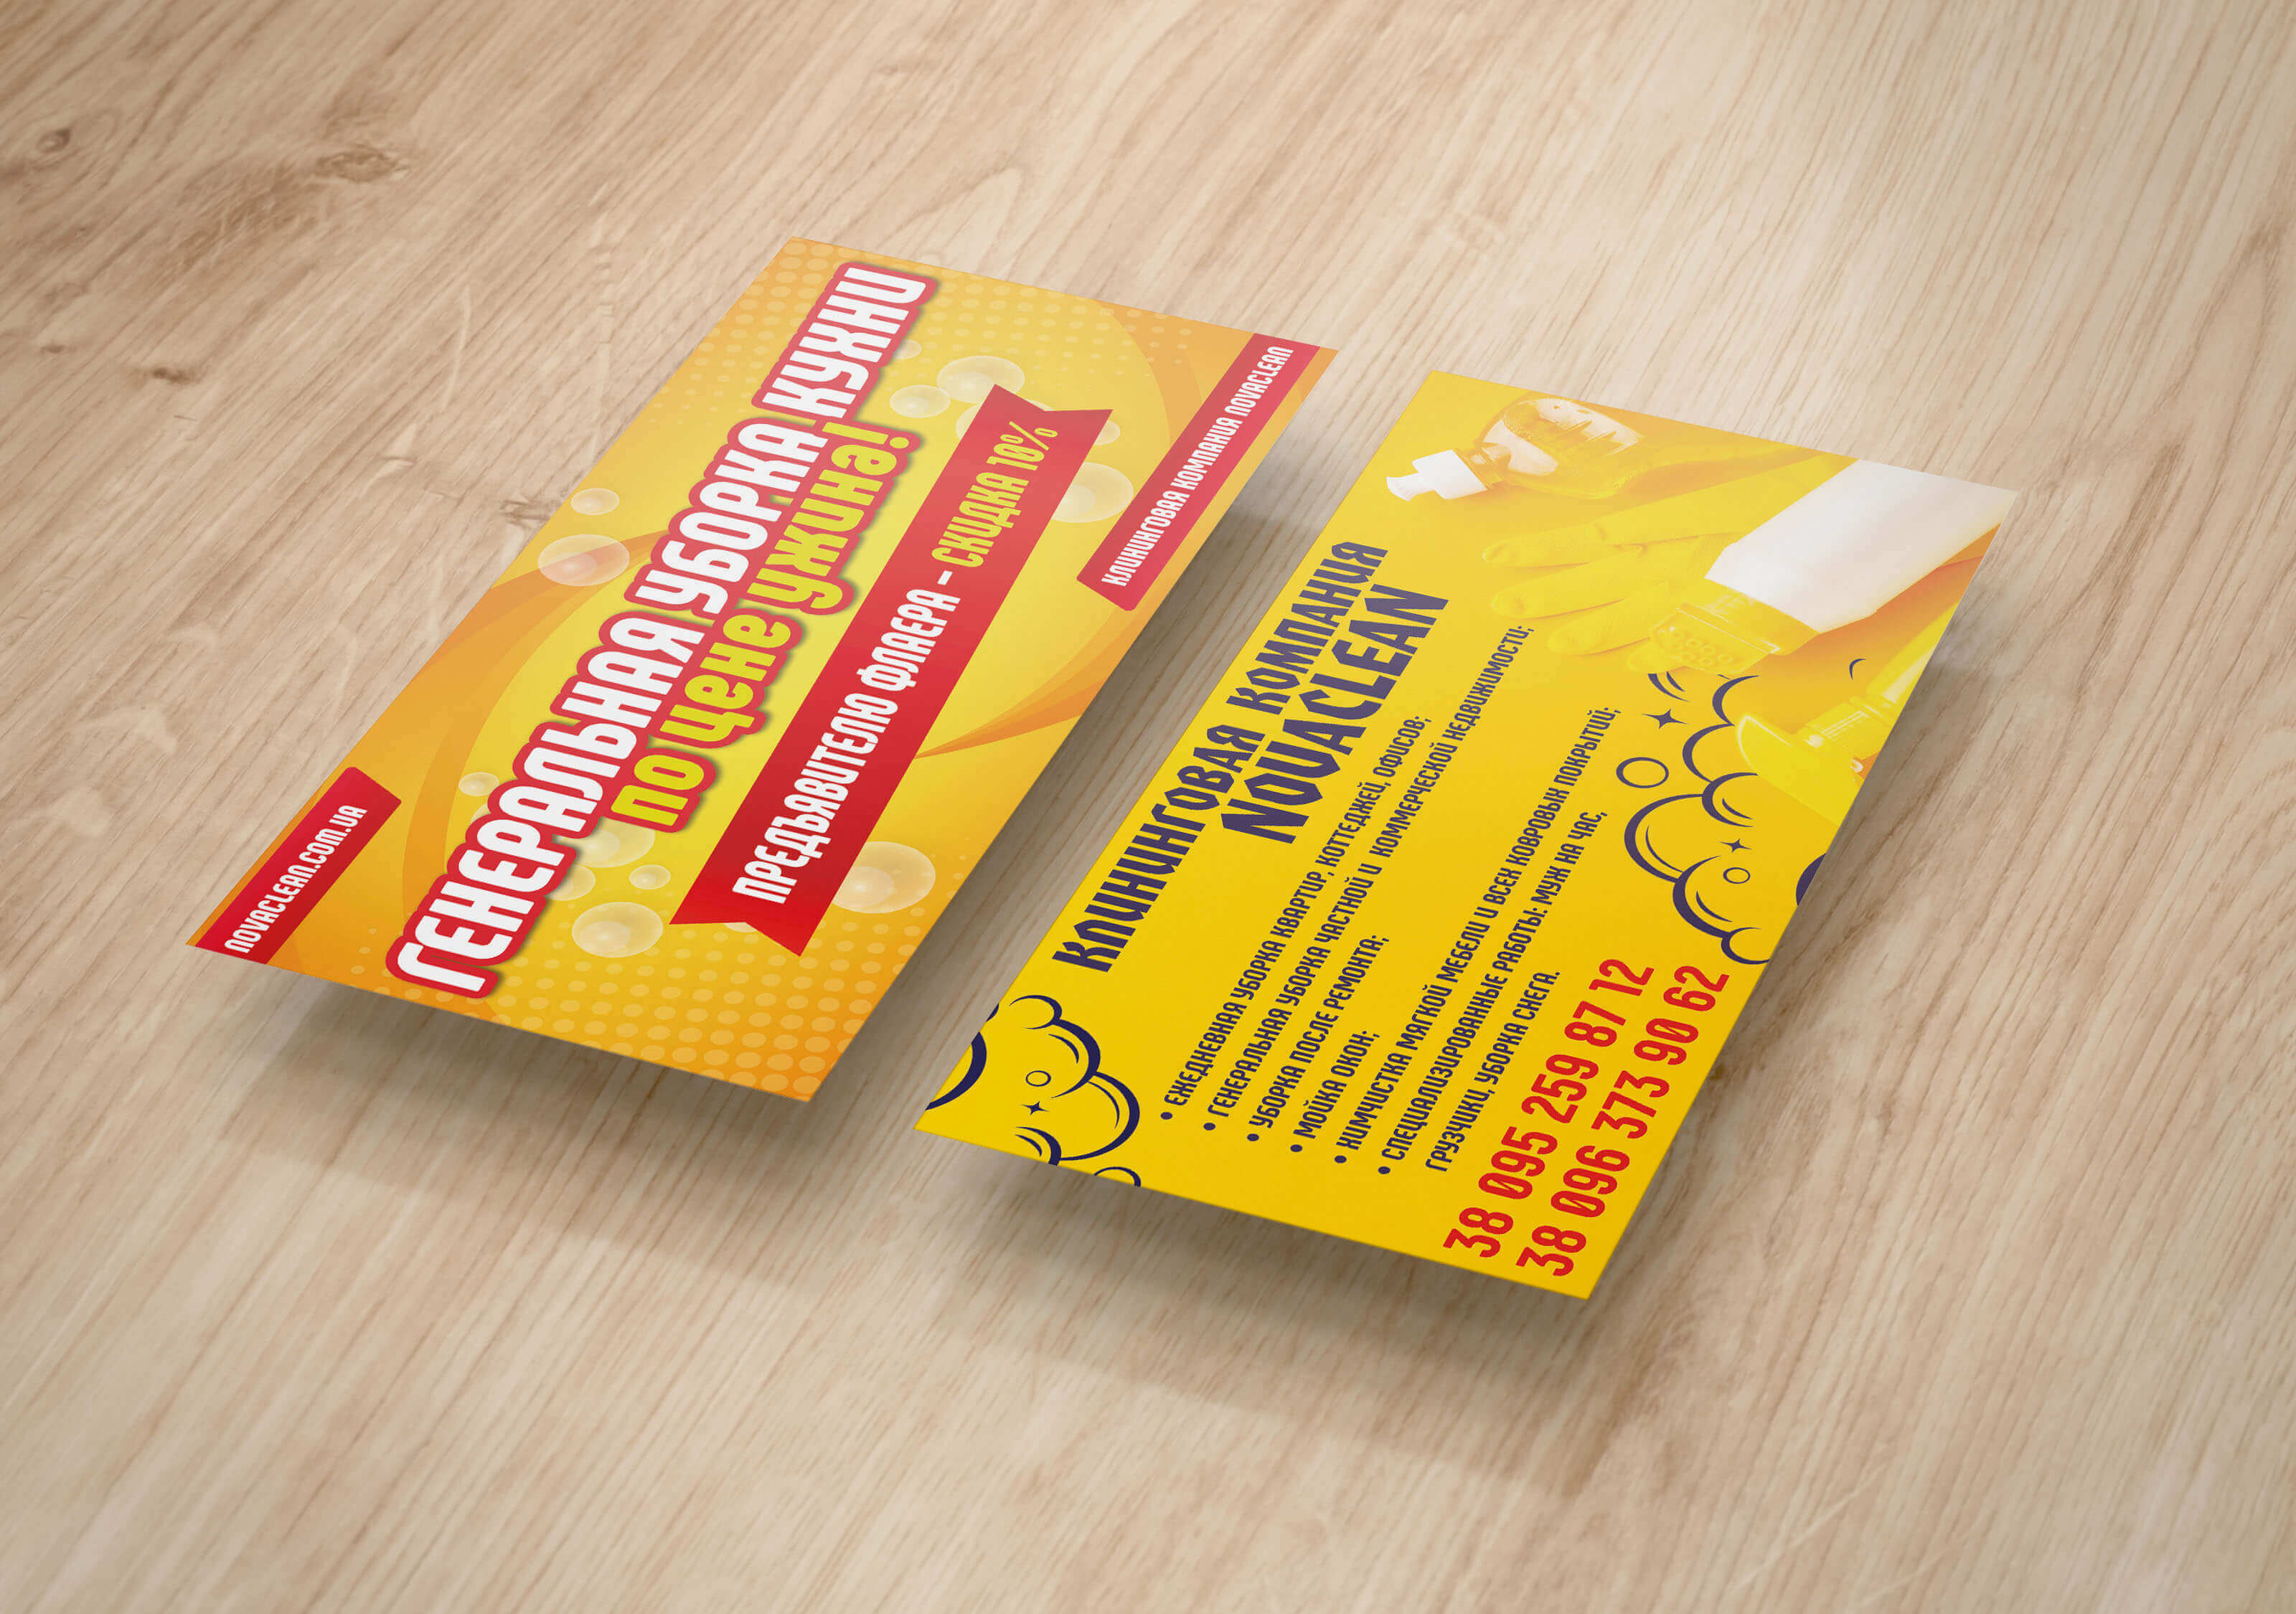 NOVACLEAN.COM.UA
ГЕНЕРАЛЬНАЯ УБОРКА КУХНИ
по цене ужина!
ПРЕДЪЯВИТЕЛЮ ФЛАЕРА - СКИДКА 10%
КЛИНИНГОВАЯ КОМПАНИЯ NOVACLEAN
Клининговая компания
NOVACLEAN
• ЕЖЕДНЕВНАЯ УБОРКА КВАРТИР, КОТТЕДЖЕЙ, ОФИСОВ;
• ГЕНЕРАЛЬНАЯ УБОРКА ЧАСТНОЙ И КОММЕРЧЕСКОЙ НЕДВИЖИМОСТИ;
• УБОРКА ПОСЛЕ РЕМОНТА;
• МОЙКА ОКОН;
• ХИМЧИСТКА МЯГКОЙ МЕБЕЛИ И ВСЕХ КОВРОВЫХ ПОКРЫТИЙ;
• СПЕЦИАЛИЗИРОВАННЫЕ РАБОТЫ: МУЖ НА ЧАС,
ГРУЗЧИКИ, УБОРКА СНЕГА.
38 095 259 87 12
38 096 373 90 62